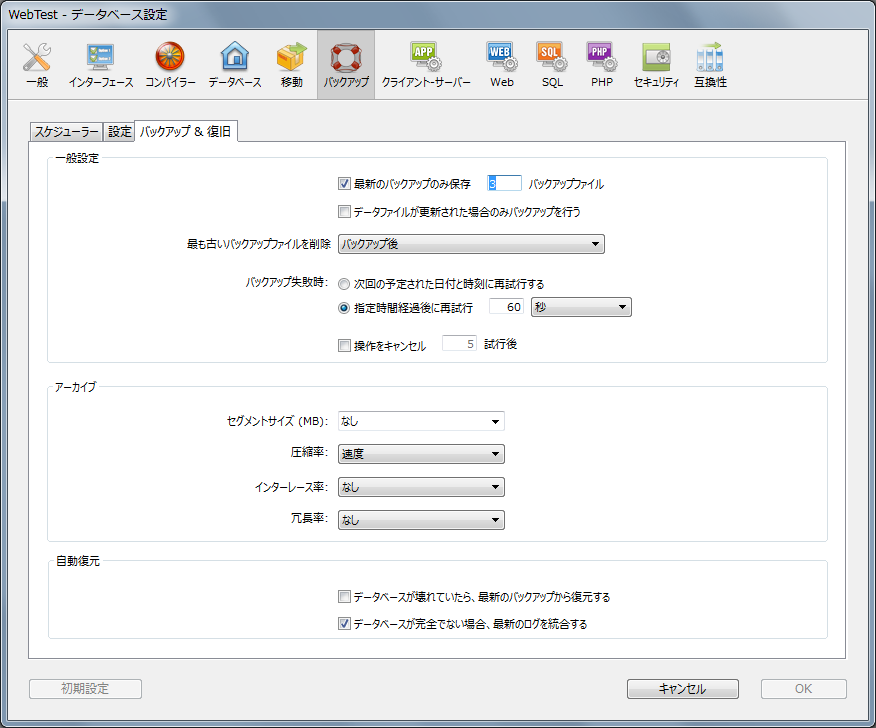 WebTest - データベース設定
一般 インターフェース コンパイラー データベース 移動 バックアップ クライアント-サーバー Web SQL PHP セキュリティ 互換性
APP WEB SQL PHP
スケジューラー 設定 バックアップ & 復旧
一般設定
最新のバックアップのみ保存 3 バックアップファイル
データファイルが更新された場合のみバックアップを行う
最も古いバックアップファイルを削除 バックアップ後
バックアップ失敗時: 次回の予定された日付と時刻に再試行する
指定時間経過後に再試行 60 秒
操作をキャンセル 5 試行後
アーカイブ
セグメントサイズ (MB): なし
圧縮率: 速度
インターレース率: なし
冗長率: なし
自動復元
データベースが壊れていたら、最新のバックアップから復元する
データベースが完全でない場合、最新のログを統合する
初期設定 キャンセル OK